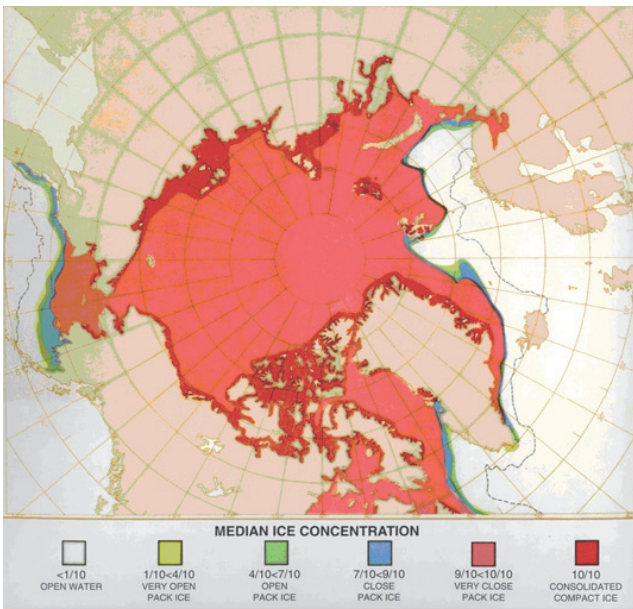 MEDIAN ICE CONCENTRATION
<1/10 1/10<4/10 4/10<7/10 7/10<9/10 9/10<10/10 10/10
OPEN WATER VERY OPEN OPEN CLOSE VERY CLOSE CONSOLIDATED
PACK ICE PACK ICE PACK ICE PACK ICE COMPACT ICE